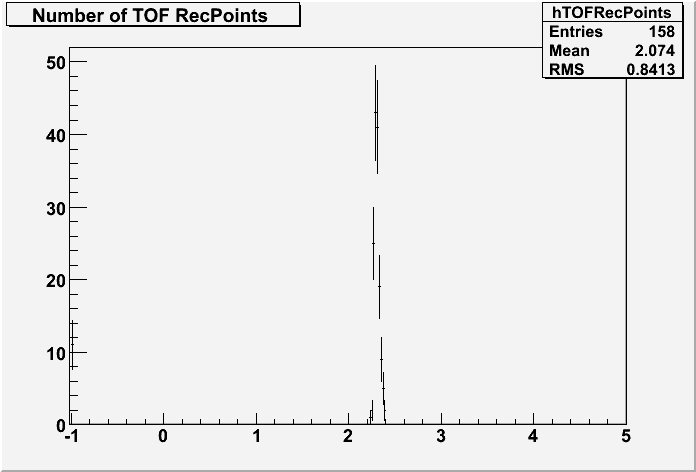 Number of TOF RecPoints
hTOFRecPoints
Entries 158
Mean 2.074
RMS 0.8413
50
40
30
20
10
0
-1 0 1 2 3 4 5